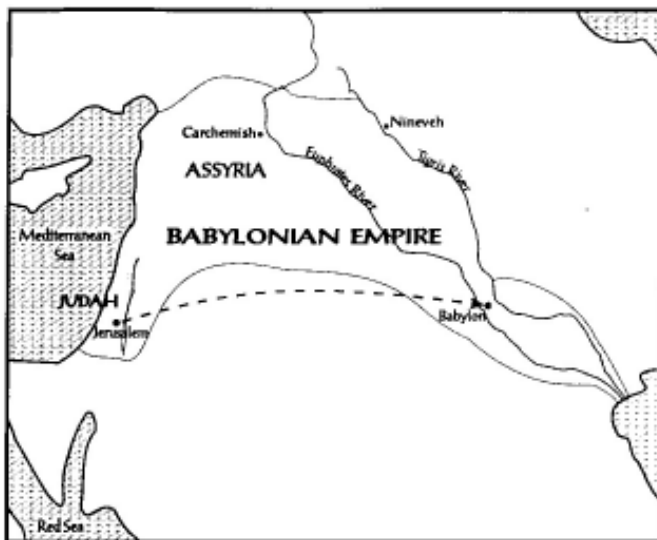 Carchemish
Nineveh
ASSYRIA
Euphrates River
Tigris River
Mediterranean
Sea
BABYLONIAN EMPIRE
JUDAH
Jerusalem
Babylon
Red Sea